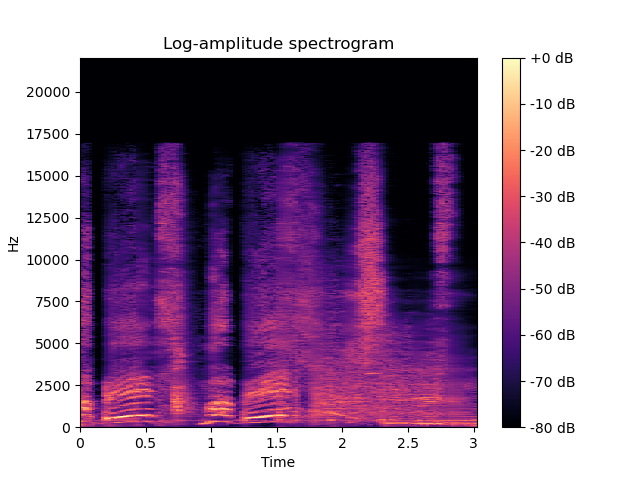 Log-amplitude spectrogram
20000
17500
15000
12500
10000
7500
5000
2500
0
Hz
0 0.5 1 1.5 2 2.5 3
Time
+0 dB
-10 dB
-20 dB
-30 dB
-40 dB
-50 dB
-60 dB
-70 dB
-80 dB